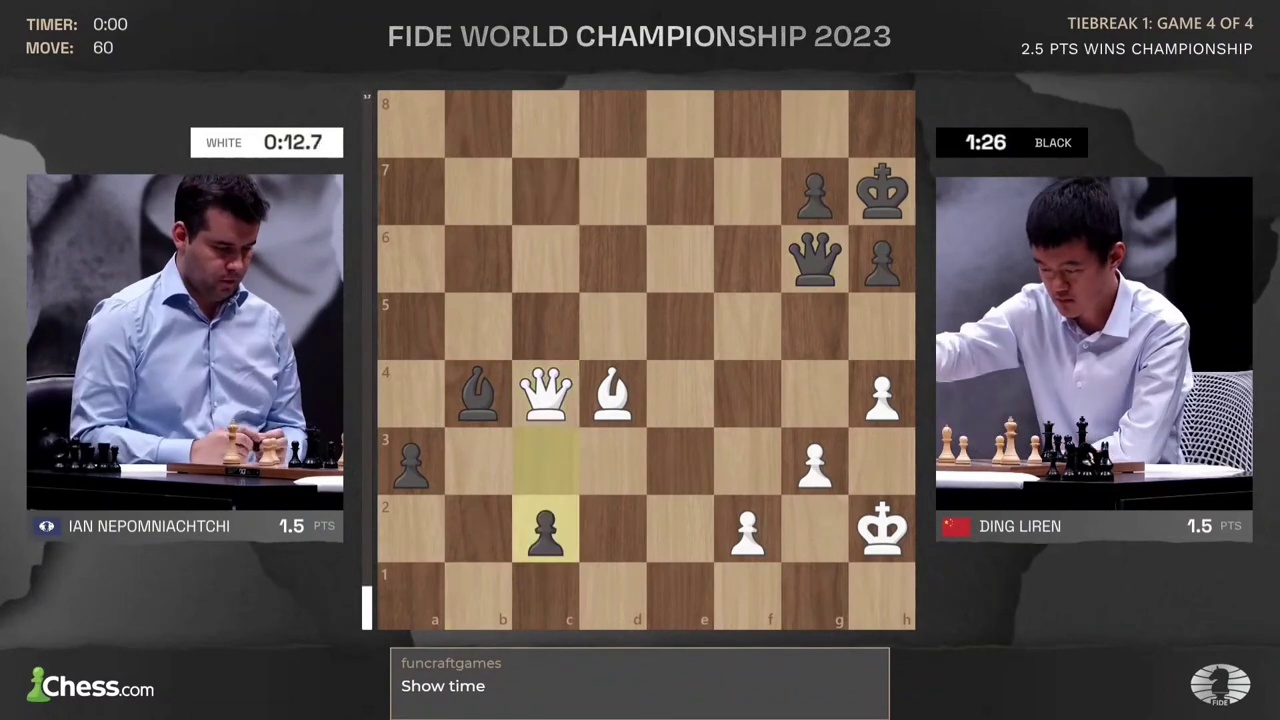 TIMER: 0:00
MOVE: 60
FIDE WORLD CHAMPIONSHIP 2023
TIEBREAK 1: GAME 4 OF 4
2.5 PTS WINS CHAMPIONSHIP
WHITE 0:12.7
1:26 BLACK
8
7
6
5
4
3
2
1
a b c d e f g h
IAN NEPOMNIACHTCHI 1.5 PTS
DING LIREN 1.5 PTS
funcraftgames
Show time
Chess.com
FIDE